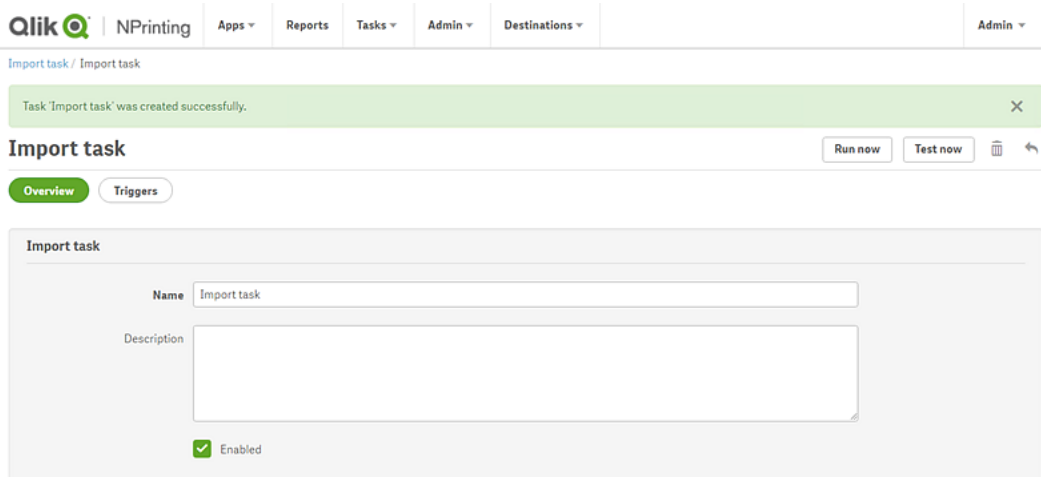 Qlik NPrinting Apps Reports Tasks Admin Destinations Admin
Import task / Import task
Task 'Import task' was created successfully.
Import task Run now Test now
Overview Triggers
Import task
Name Import task
Description
Enabled